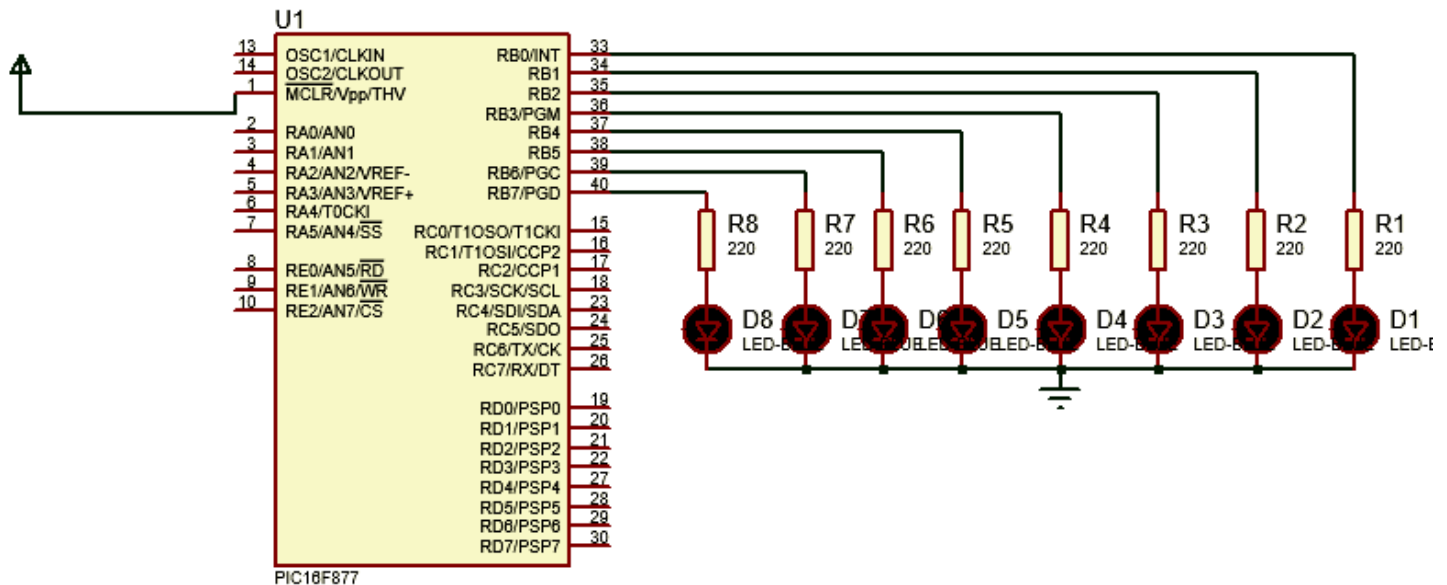 U1
13 OSC1/CLKIN RB0/INT 33
14 OSC2/CLKOUT RB1 34
1 MCLR/Vpp/THV RB2 35
RB3/PGM 36
2 RA0/AN0 RB4 37
3 RA1/AN1 RB5 38
4 RA2/AN2/VREF- RB6/PGC 39
5 RA3/AN3/VREF+ RB7/PGD 40
6 RA4/T0CKI
7 RA5/AN4/SS RC0/T1OSO/T1CKI 15
RC1/T1OSI/CCP2 16
8 RE0/AN5/RD RC2/CCP1 17
9 RE1/AN6/WR RC3/SCK/SCL 18
10 RE2/AN7/CS RC4/SDI/SDA 23
RC5/SDO 24
RC6/TX/CK 25
RC7/RX/DT 26
RD0/PSP0 19
RD1/PSP1 20
RD2/PSP2 21
RD3/PSP3 22
RD4/PSP4 27
RD5/PSP5 28
RD6/PSP6 29
RD7/PSP7 30
PIC16F877
R8 R7 R6 R5 R4 R3 R2 R1
220 220 220 220 220 220 220 220
D8 D7 D6 D5 D4 D3 D2 D1